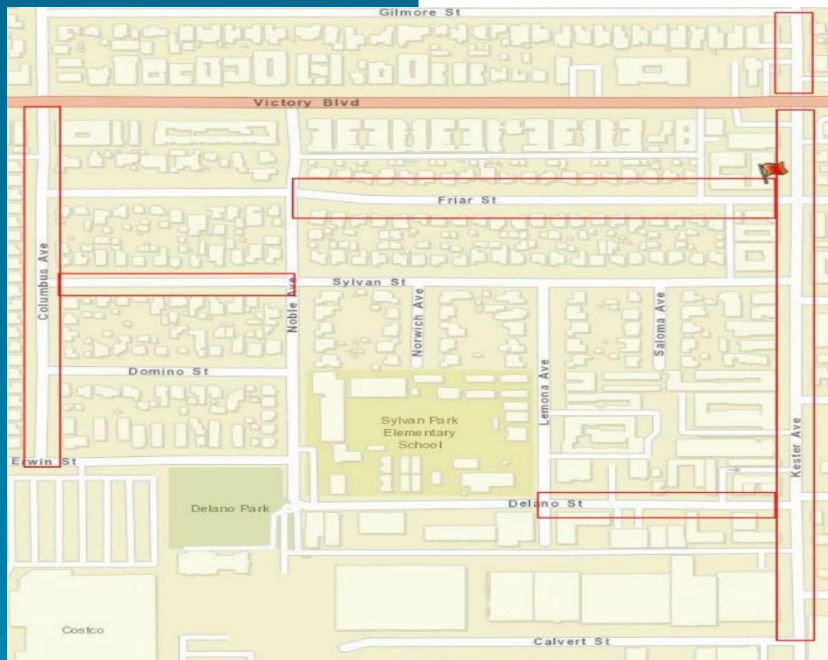 Gilmore St
Victory Blvd
Friar St
Columbus Ave
Sylvan St
Noble Ave
Norwich Ave
Saloma Ave
Lemona Ave
Domino St
Sylvan Park
Elementary
School
Kester Ave
Erwin St
Delano Park
Delano St
Costco
Calvert St